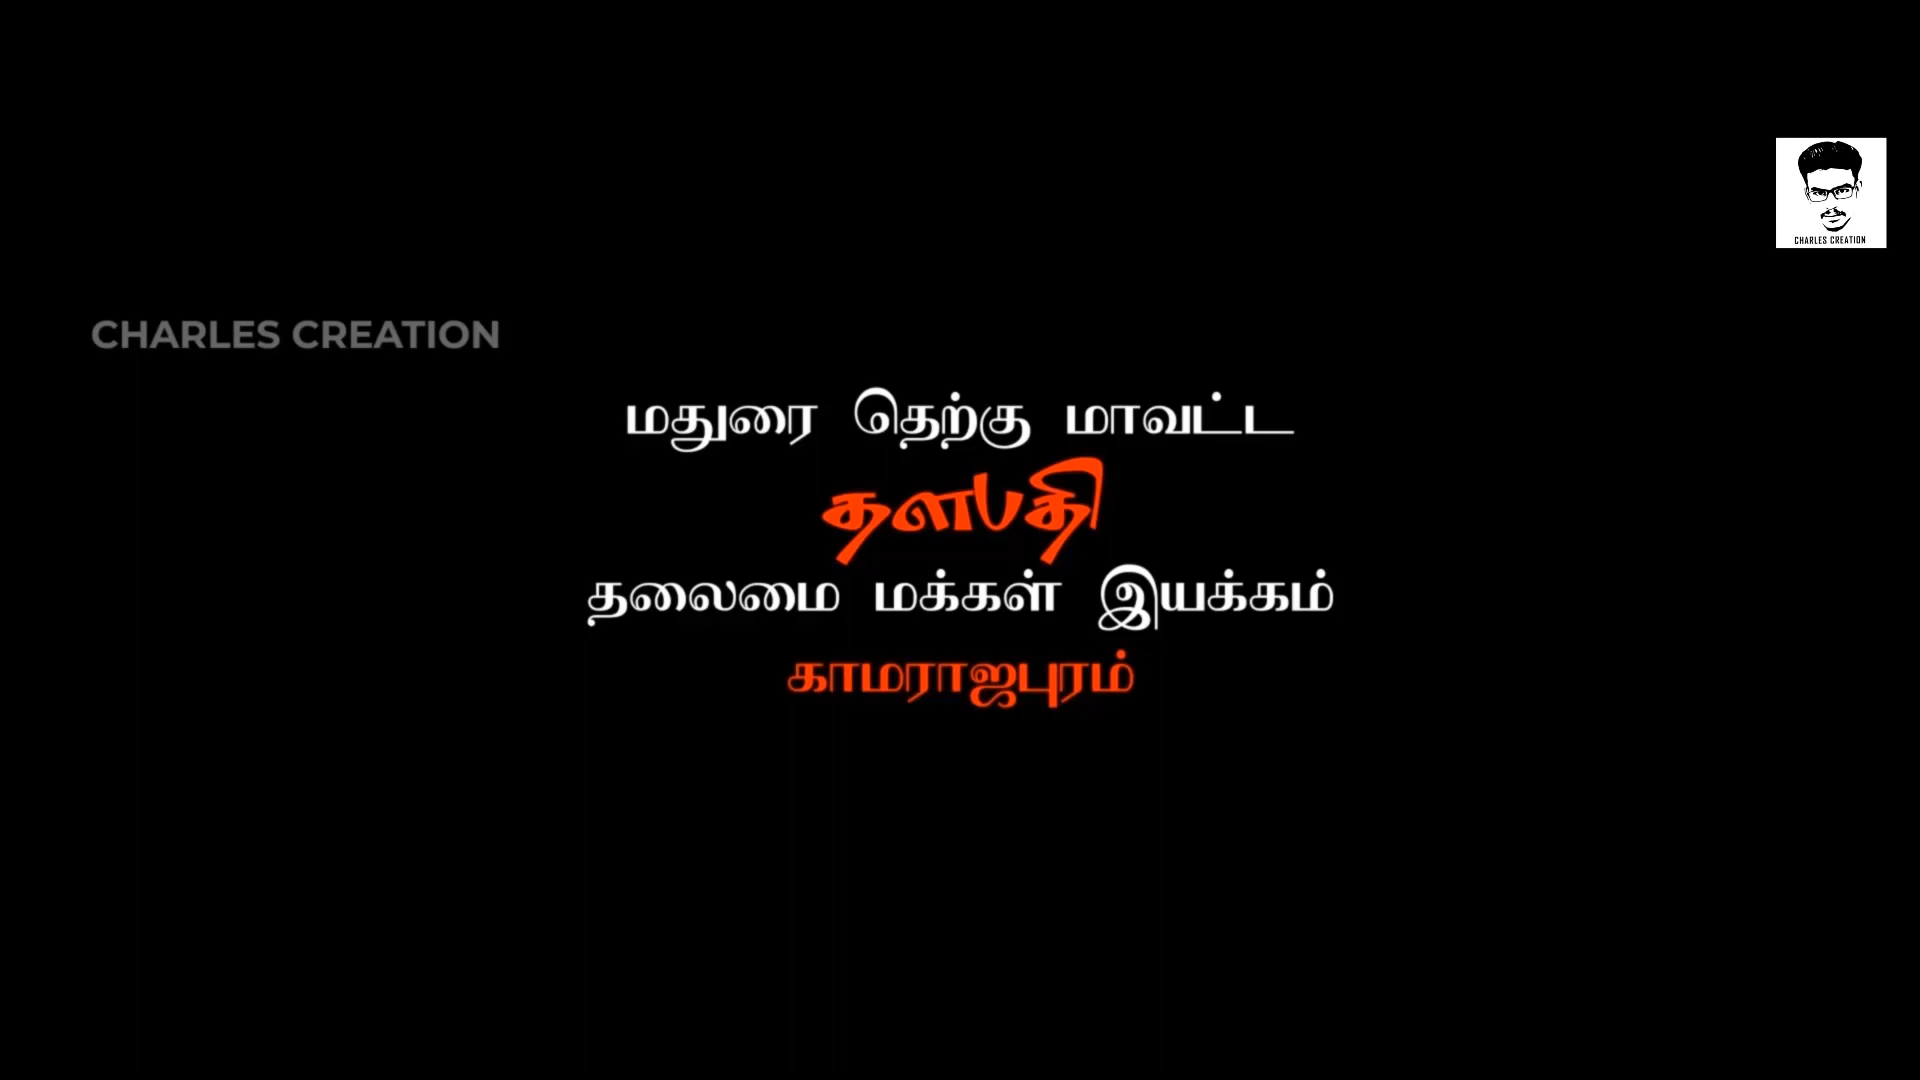 CHARLES CREATION
CHARLES CREATION
மதுரை தெற்கு மாவட்ட
தளபதி
தலைமை மக்கள் இயக்கம்
காமராஜபுரம்